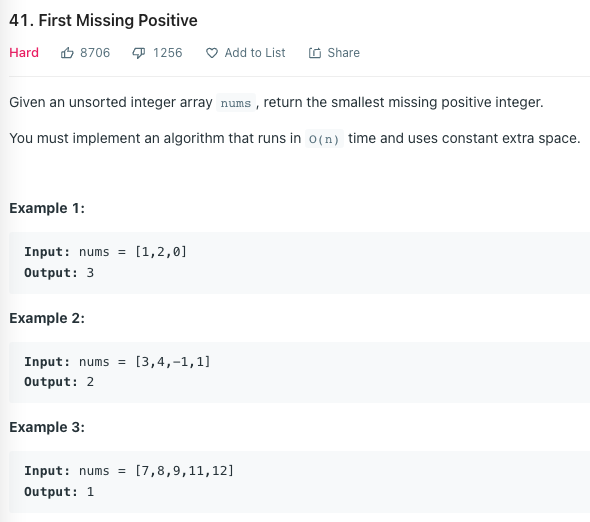 41. First Missing Positive
Hard 8706 1256 Add to List Share
Given an unsorted integer array nums , return the smallest missing positive integer.
You must implement an algorithm that runs in O(n) time and uses constant extra space.
Example 1:
Input: nums = [1,2,0]
Output: 3
Example 2:
Input: nums = [3,4,-1,1]
Output: 2
Example 3:
Input: nums = [7,8,9,11,12]
Output: 1